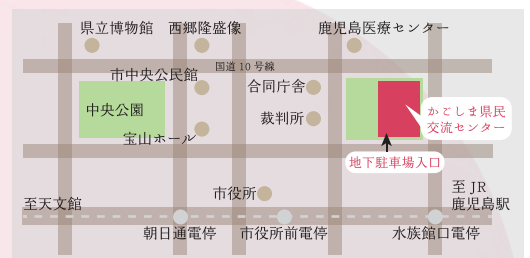 県立博物館
西郷隆盛像
鹿児島医療センター
国道10号線
市中央公民館
合同庁舎
中央公園
かごしま県民
交流センター
裁判所
宝山ホール
地下駐車場入口
市役所
至JR
鹿児島駅
至天文館
朝日通電停
市役所前電停
水族館口電停